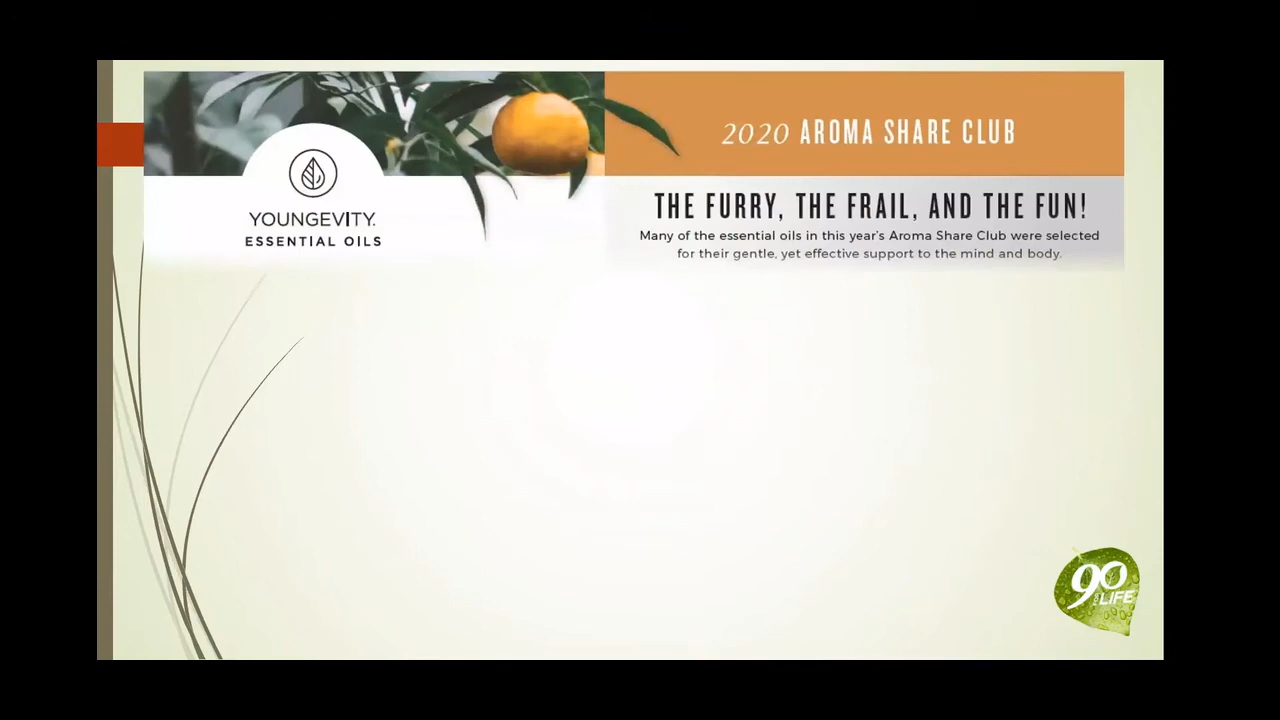 2020 AROMA SHARE CLUB
YOUNGEVITY.
ESSENTIAL OILS
THE FURRY, THE FRAIL, AND THE FUN!
Many of the essential oils in this year's Aroma Share Club were selected
for their gentle, yet effective support to the mind and body.
90
LIFE